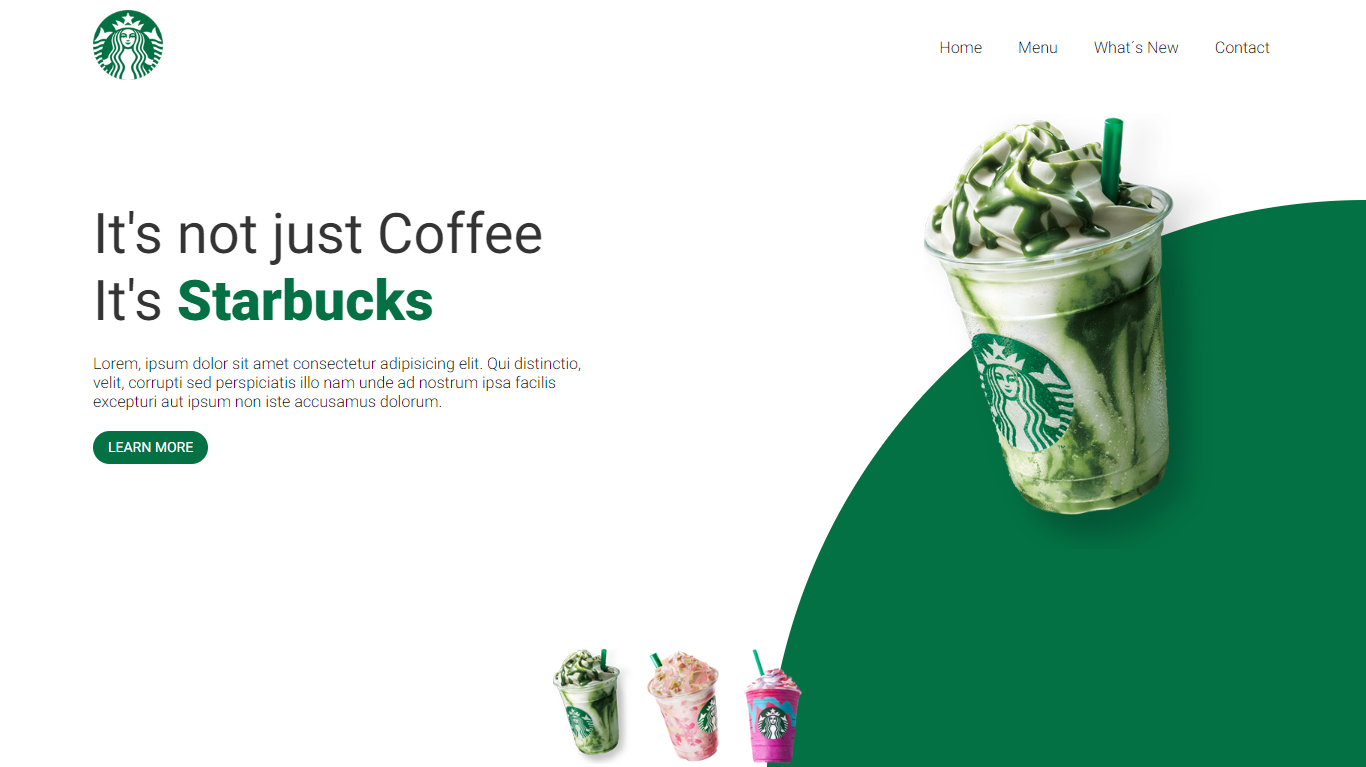 Home Menu What´s New Contact
It's not just Coffee
It's Starbucks
Lorem, ipsum dolor sit amet consectetur adipisicing elit. Qui distinctio,
velit, corrupti sed perspiciatis illo nam unde ad nostrum ipsa facilis
excepturi aut ipsum non iste accusamus dolorum.
LEARN MORE